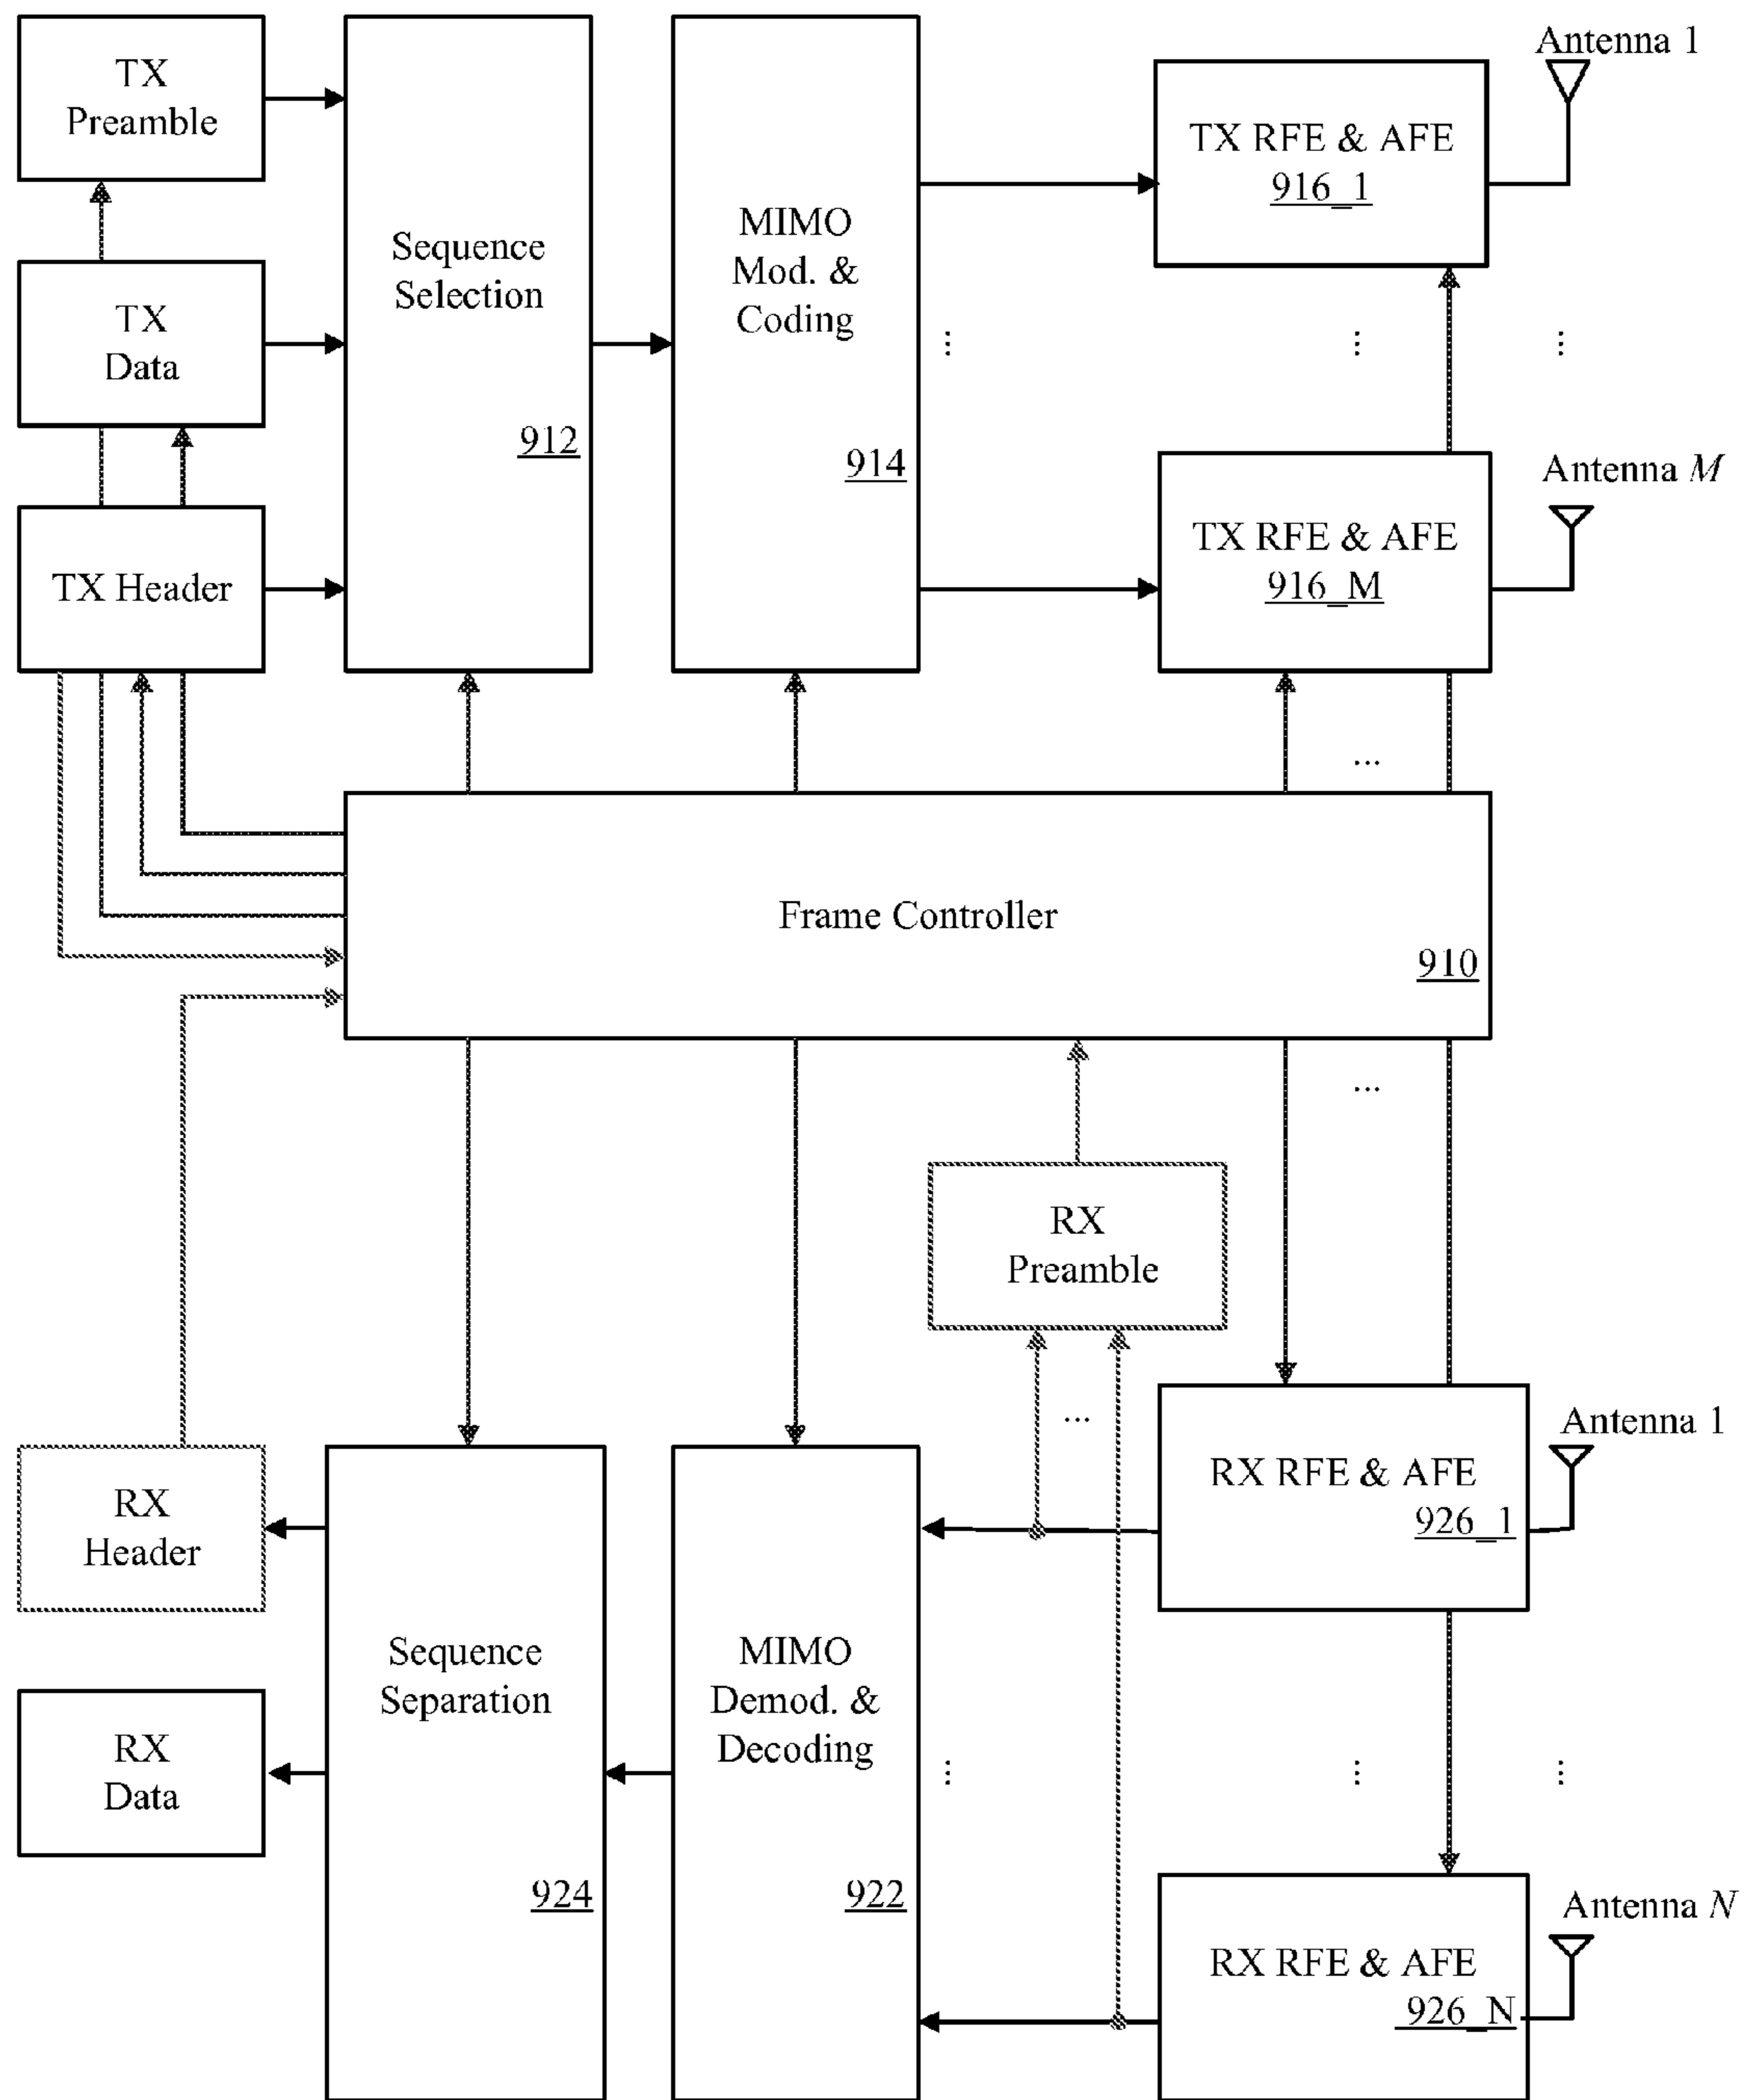 TX
Preamble
TX
Data
TX Header
Sequence
Selection
912
MIMO
Mod. &
Coding
914
TX RFE & AFE
916_1
Antenna 1
⋮
⋮
⋮
TX RFE & AFE
916_M
Antenna M
...
Frame Controller
910
...
RX
Preamble
...
RX
Header
RX
Data
Sequence
Separation
924
MIMO
Demod. &
Decoding
922
RX RFE & AFE
926_1
Antenna 1
⋮
⋮
⋮
RX RFE & AFE
926_N
Antenna N